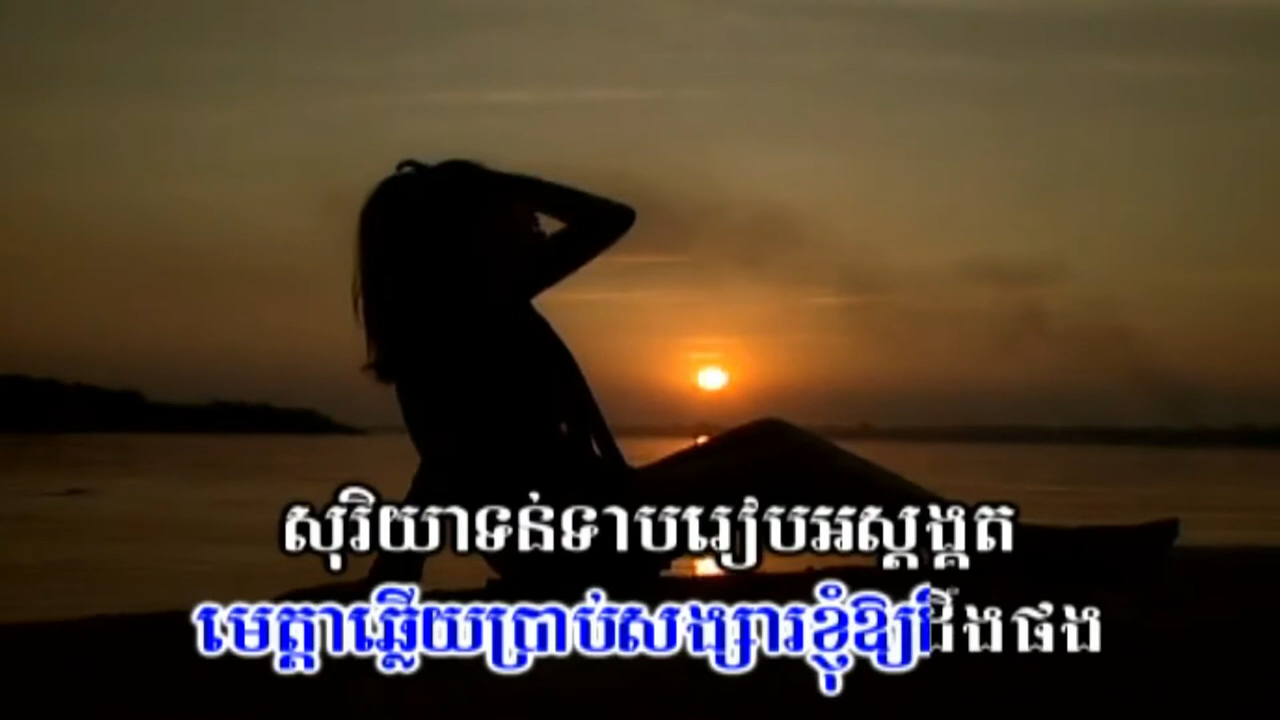 សុរិយាទន់ទាបរៀបអស្តង្គត
មេត្តាឆ្លើយប្រាប់សង្សារខ្ញុំឱ្យដឹងផង